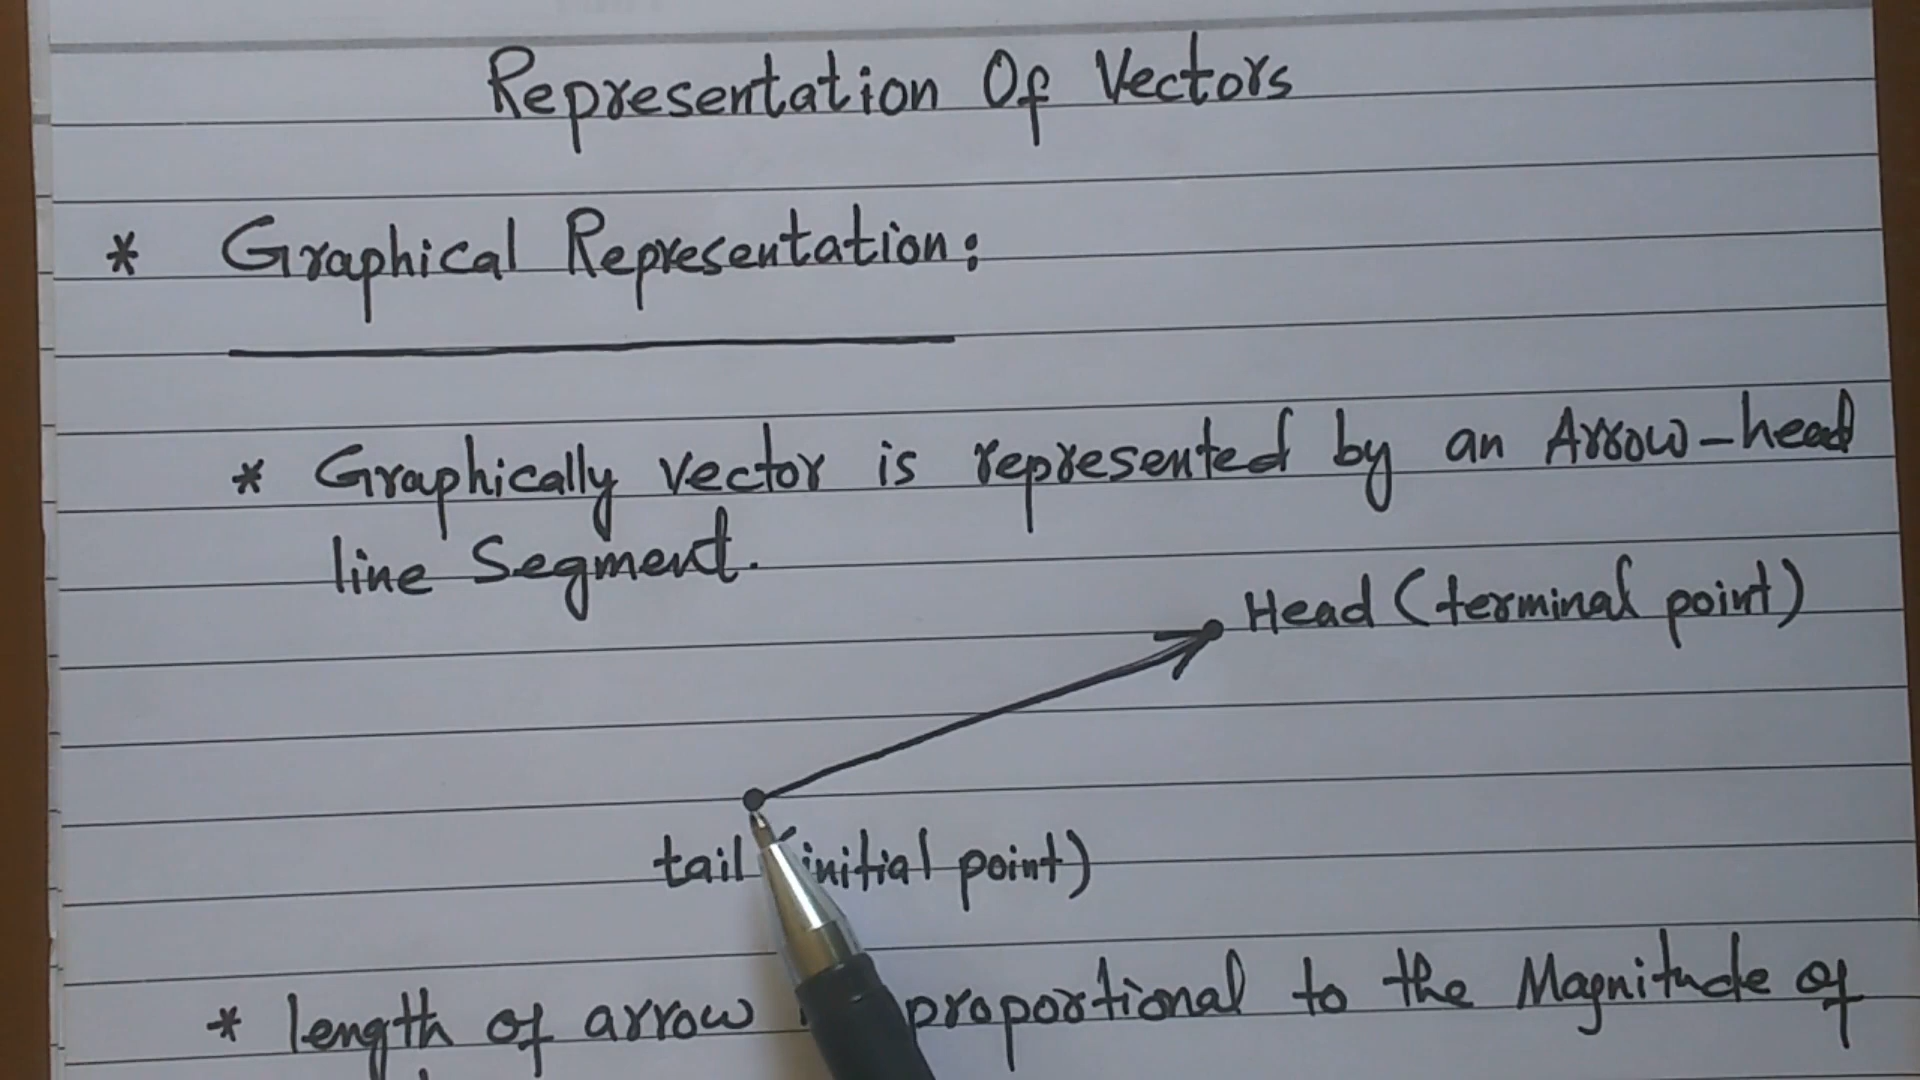 Representation Of Vectors
* Graphical Representation:
* Graphically vector is represented by an Arrow-head
line Segment.
Head (terminal point)
tail (initial point)
* length of arrow proportional to the Magnitude of